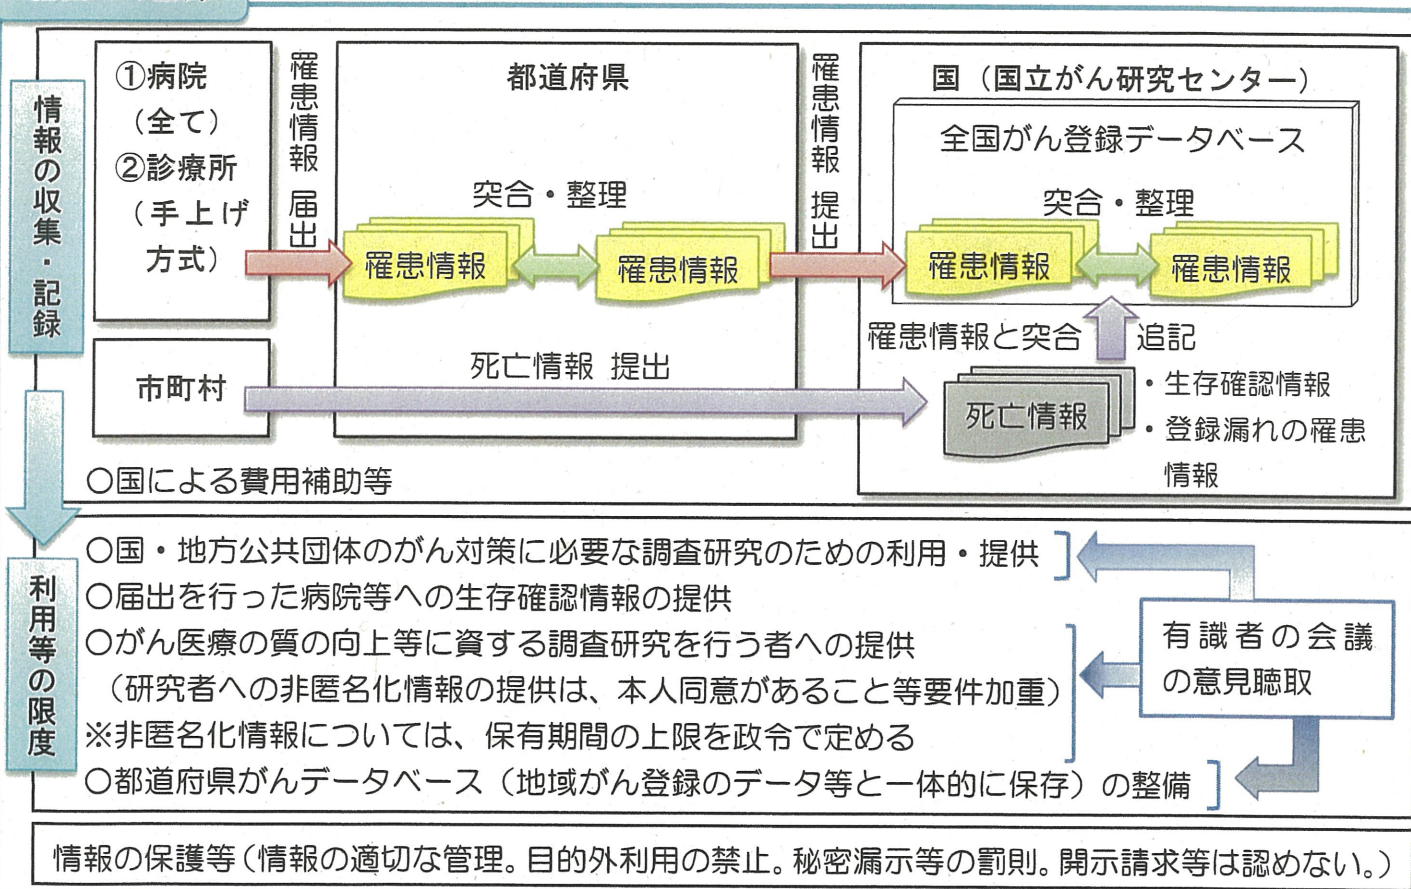 情報の収集・記録
①病院
（全て）
②診療所
（手上げ
方式）
罹患情報 届出
都道府県
突合・整理
罹患情報
罹患情報
罹患情報 提出
国（国立がん研究センター）
全国がん登録データベース
突合・整理
罹患情報
罹患情報
罹患情報と突合
追記
市町村
死亡情報 提出
死亡情報
・生存確認情報
・登録漏れの罹患
情報
○国による費用補助等
利用等の限度
○国・地方公共団体のがん対策に必要な調査研究のための利用・提供
○届出を行った病院等への生存確認情報の提供
○がん医療の質の向上等に資する調査研究を行う者への提供
（研究者への非匿名化情報の提供は、本人同意があること等要件加重）
※非匿名化情報については、保有期間の上限を政令で定める
○都道府県がんデータベース（地域がん登録のデータ等と一体的に保存）の整備
有識者の会議
の意見聴取
情報の保護等（情報の適切な管理。目的外利用の禁止。秘密漏示等の罰則。開示請求等は認めない。）